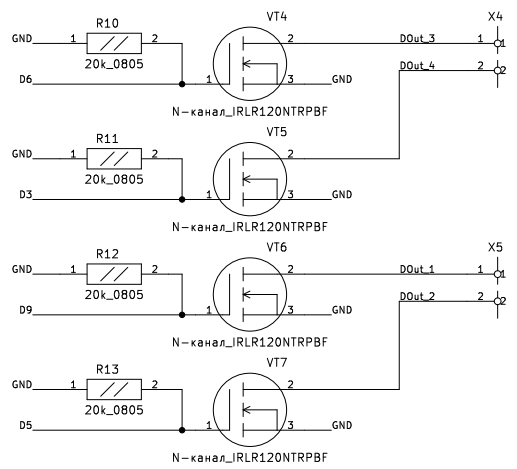 R10 VT4 X4
GND 1 2 2 DOut_3 1 1
20k_0805 DOut_4 2 2
D6 1 3 GND
N-канал_IRLR120NTRPBF
R11 VT5
GND 1 2 2
20k_0805
D3 1 3 GND
N-канал_IRLR120NTRPBF
R12 VT6 X5
GND 1 2 2 DOut_1 1 1
20k_0805 DOut_2 2 2
D9 1 3 GND
N-канал_IRLR120NTRPBF
R13 VT7
GND 1 2 2
20k_0805
D5 1 3 GND
N-канал_IRLR120NTRPBF